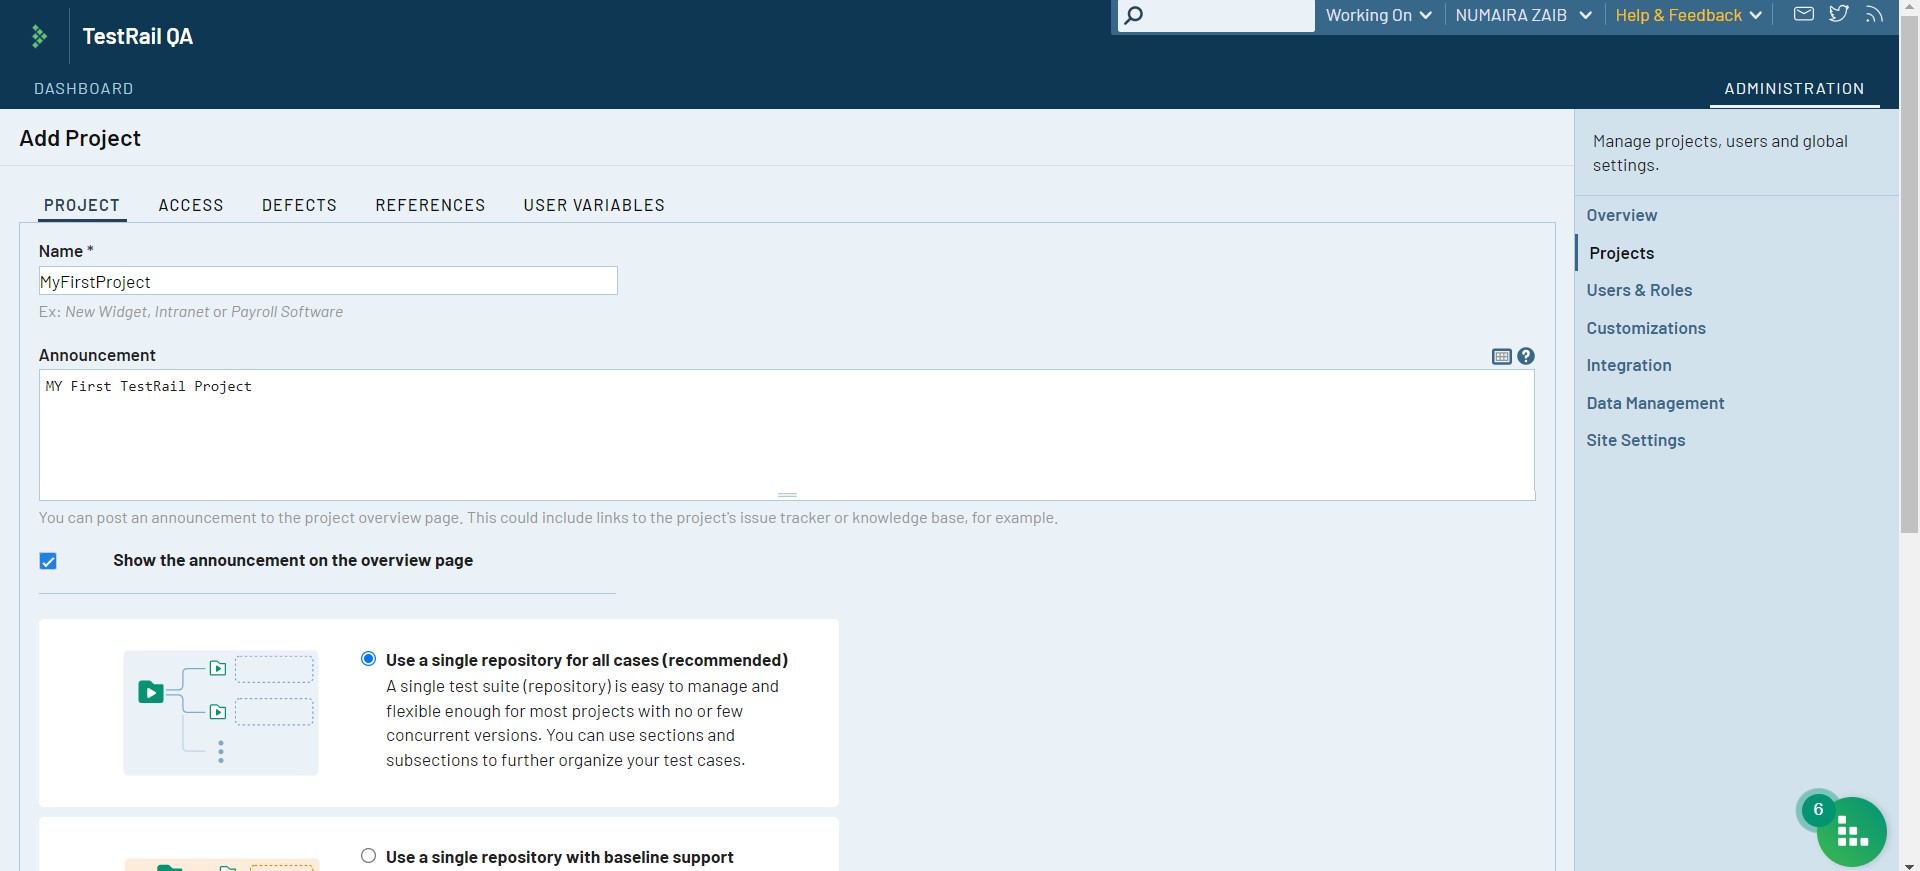 TestRail QA
Working On
NUMAIRA ZAIB
Help & Feedback
DASHBOARD
ADMINISTRATION
Add Project
Manage projects, users and global
settings.
PROJECT ACCESS DEFECTS REFERENCES USER VARIABLES
Name *
MyFirstProject
Ex: New Widget, Intranet or Payroll Software
Announcement
MY First TestRail Project
You can post an announcement to the project overview page. This could include links to the project's issue tracker or knowledge base, for example.
Show the announcement on the overview page
Use a single repository for all cases (recommended)
A single test suite (repository) is easy to manage and
flexible enough for most projects with no or few
concurrent versions. You can use sections and
subsections to further organize your test cases.
Use a single repository with baseline support
Overview
Projects
Users & Roles
Customizations
Integration
Data Management
Site Settings
6